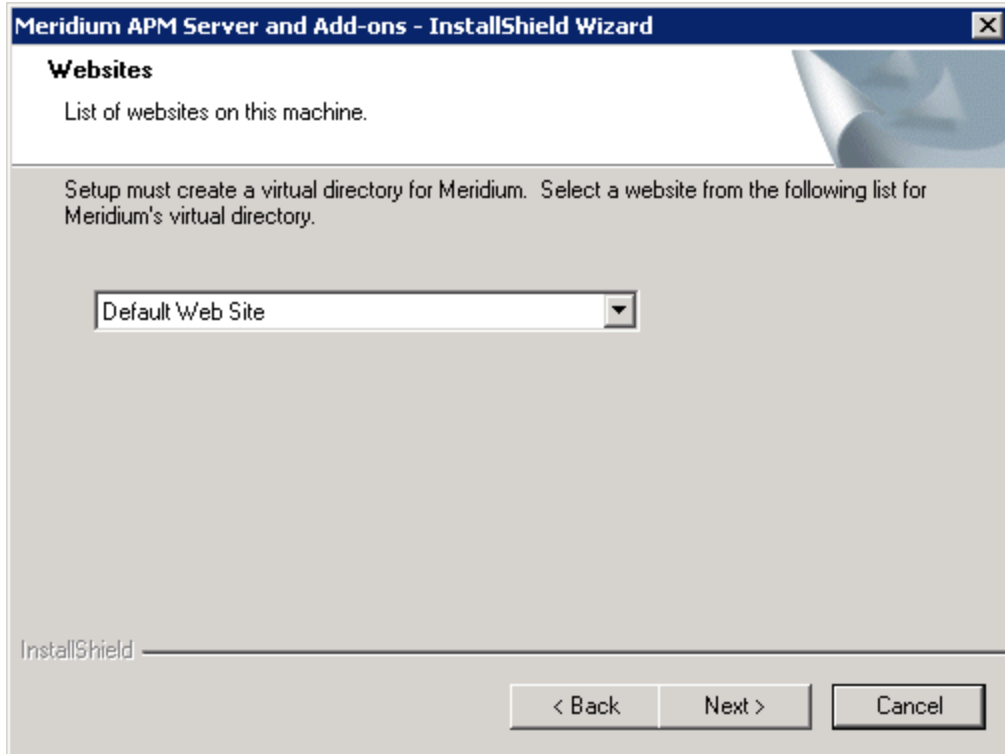 Meridium APM Server and Add-ons - InstallShield Wizard
Websites
List of websites on this machine.
Setup must create a virtual directory for Meridium.  Select a website from the following list for
Meridium's virtual directory.
Default Web Site
InstallShield
< Back
Next >
Cancel